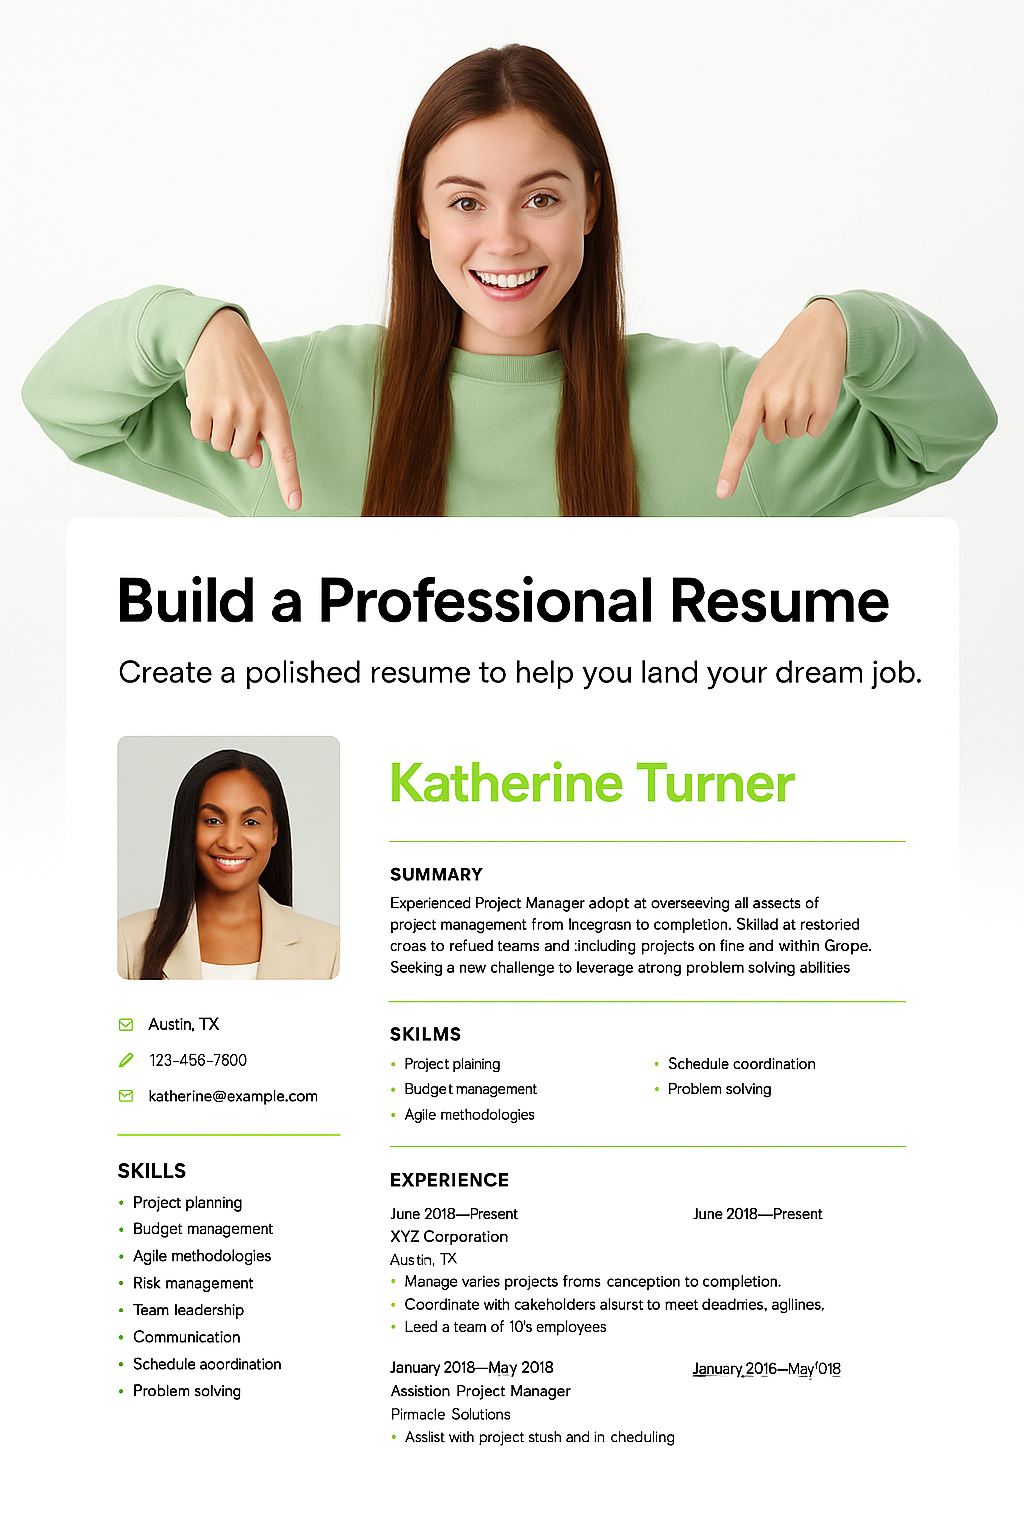 Build a Professional Resume
Create a polished resume to help you land your dream job.
Katherine Turner
SUMMARY
Experienced Project Manager adopt at overseeving all assects of
project management from Incegrasn to completion. Skillad at restoried
croas to refued teams and :including projects on fine and within Grope.
Seeking a new challenge to leverage atrong problem solving abilities
Austin, TX
123-456-7800
katherine@example.com
SKILLS
• Project planning
• Budget management
• Agile methodologies
• Risk management
• Team leadership
• Communication
• Schedule aoordination
• Problem solving
SKILMS
• Project plaining
• Budget management
• Agile methodologies
• Schedule coordination
• Problem solving
EXPERIENCE
June 2018—Present June 2018—Present
XYZ Corporation
Austin, TX
• Manage varies projects froms canception to completion.
• Coordinate with cakeholders alsurst to meet deadmies, agllines,
• Leed a team of 10's employees
January 2018—May 2018 January 2016—May'018
Assistion Project Manager
Pirmacle Solutions
• Asslist with project stush and in cheduling